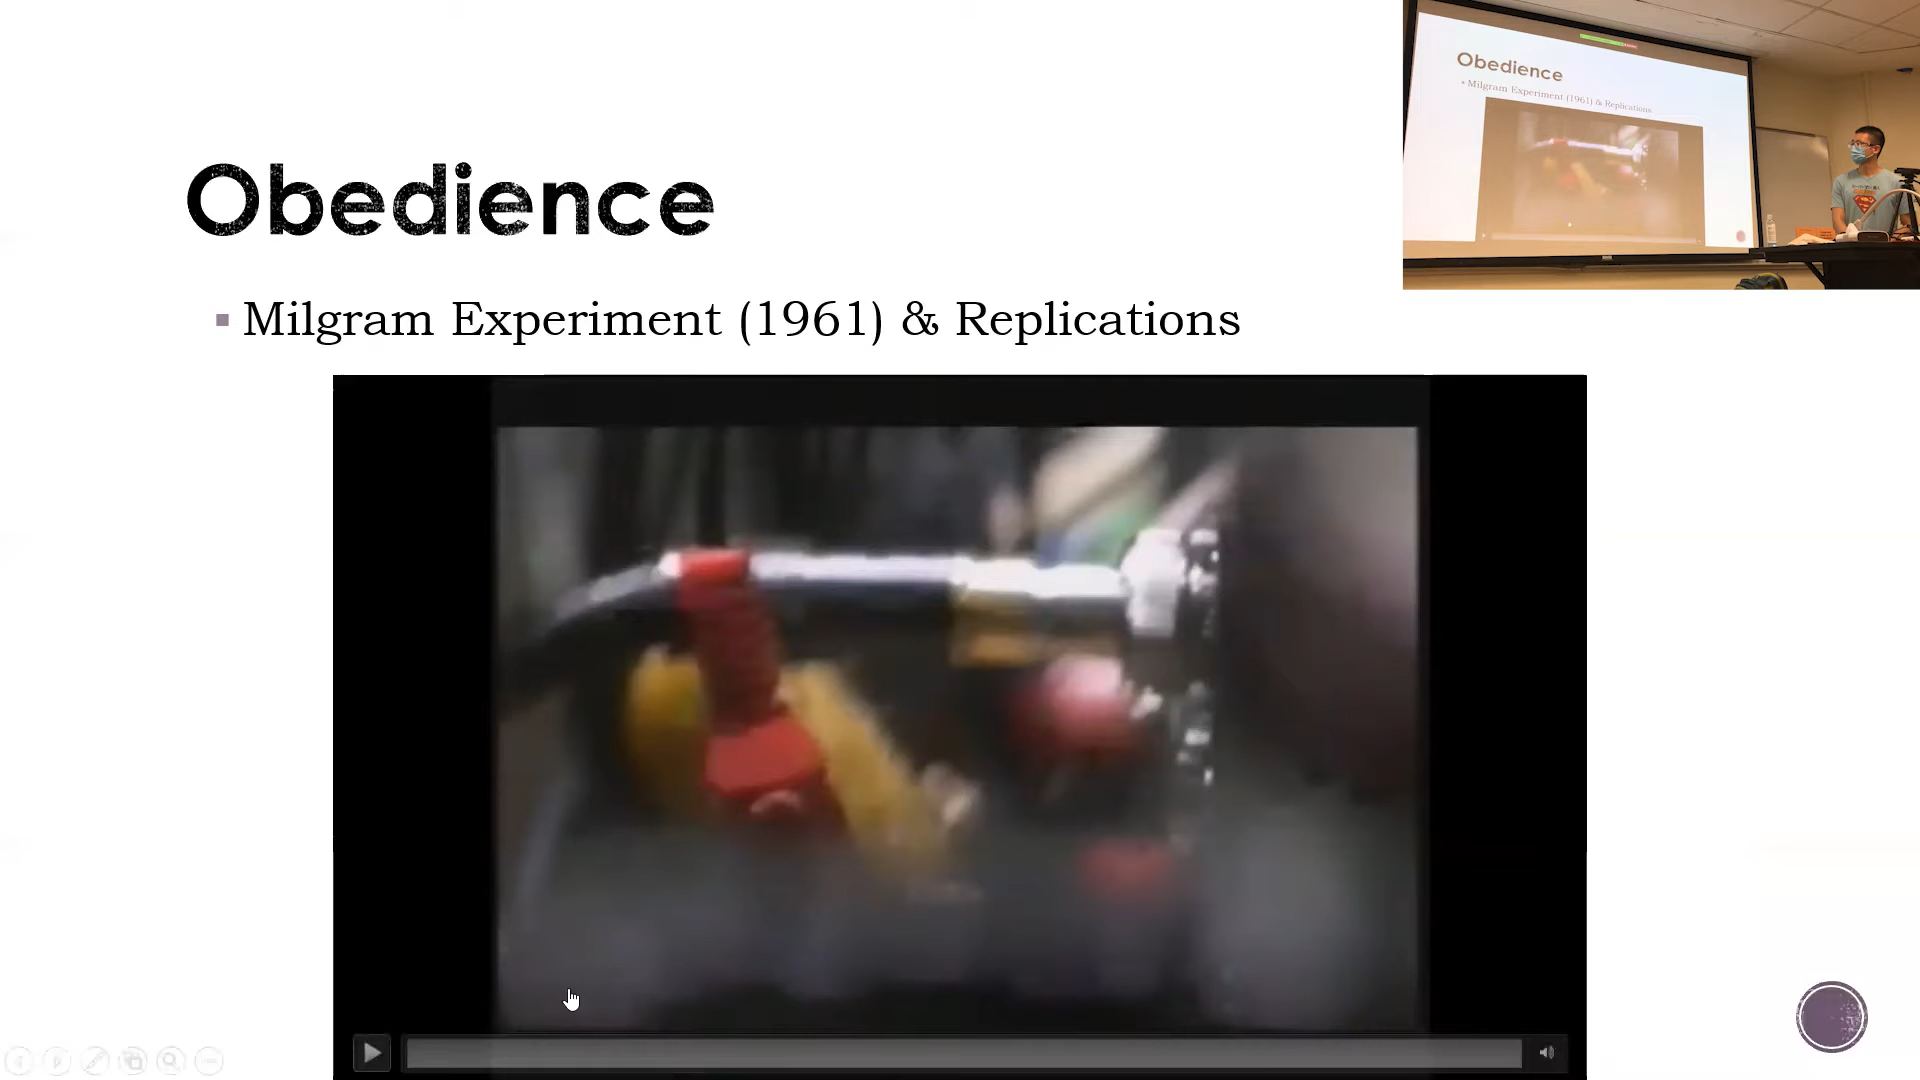 Obedience
Milgram Experiment (1961) & Replications
Obedience
Milgram Experiment (1961) & Replications